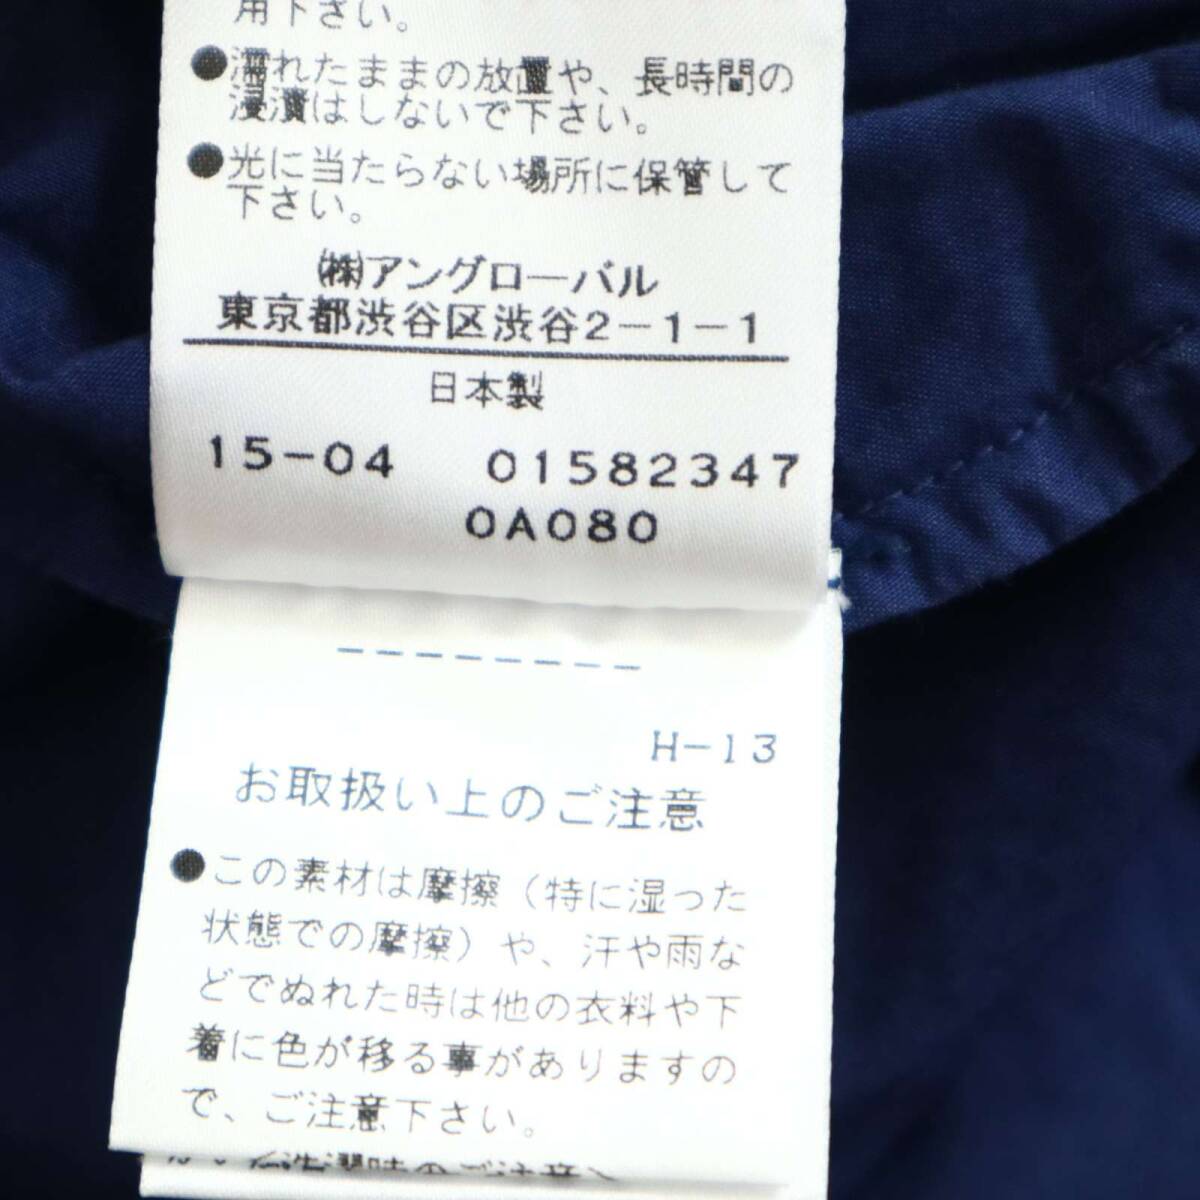 用下さい。
●濡れたままの放置や、長時間の
浸漬はしないで下さい。
●光に当たらない場所に保管して
下さい。
㈱アングローバル
東京都渋谷区渋谷2-1-1
日本製
15-04 01582347
0A080
--------
H-13
お取扱い上のご注意
●この素材は摩擦（特に湿った
状態での摩擦）や、汗や雨な
どでぬれた時は他の衣料や下
着に色が移る事がありますの
で、ご注意下さい。
洗濯時のご注意＞